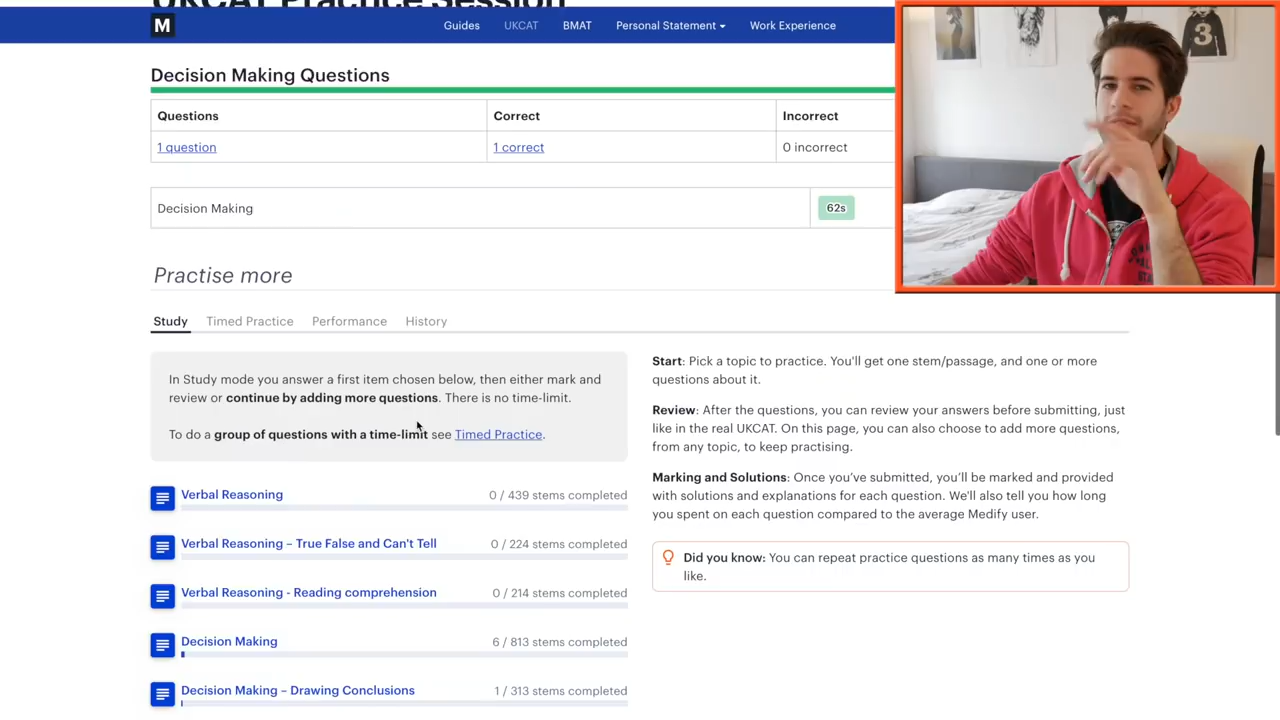 UKCAT Practice Session
M
Guides
UKCAT
BMAT
Personal Statement
Work Experience
Decision Making Questions
Questions
Correct
Incorrect
1 question
1 correct
0 incorrect
Decision Making
62s
Practise more
Study
Timed Practice
Performance
History
In Study mode you answer a first item chosen below, then either mark and
review or continue by adding more questions. There is no time-limit.
To do a group of questions with a time-limit see Timed Practice.
Verbal Reasoning
0 / 439 stems completed
Verbal Reasoning – True False and Can't Tell
0 / 224 stems completed
Verbal Reasoning - Reading comprehension
0 / 214 stems completed
Decision Making
6 / 813 stems completed
Decision Making – Drawing Conclusions
1 / 313 stems completed
Start: Pick a topic to practice. You'll get one stem/passage, and one or more
questions about it.
Review: After the questions, you can review your answers before submitting, just
like in the real UKCAT. On this page, you can also choose to add more questions,
from any topic, to keep practising.
Marking and Solutions: Once you’ve submitted, you’ll be marked and provided
with solutions and explanations for each question. We'll also tell you how long
you spent on each question compared to the average Medify user.
Did you know: You can repeat practice questions as many times as you
like.
3